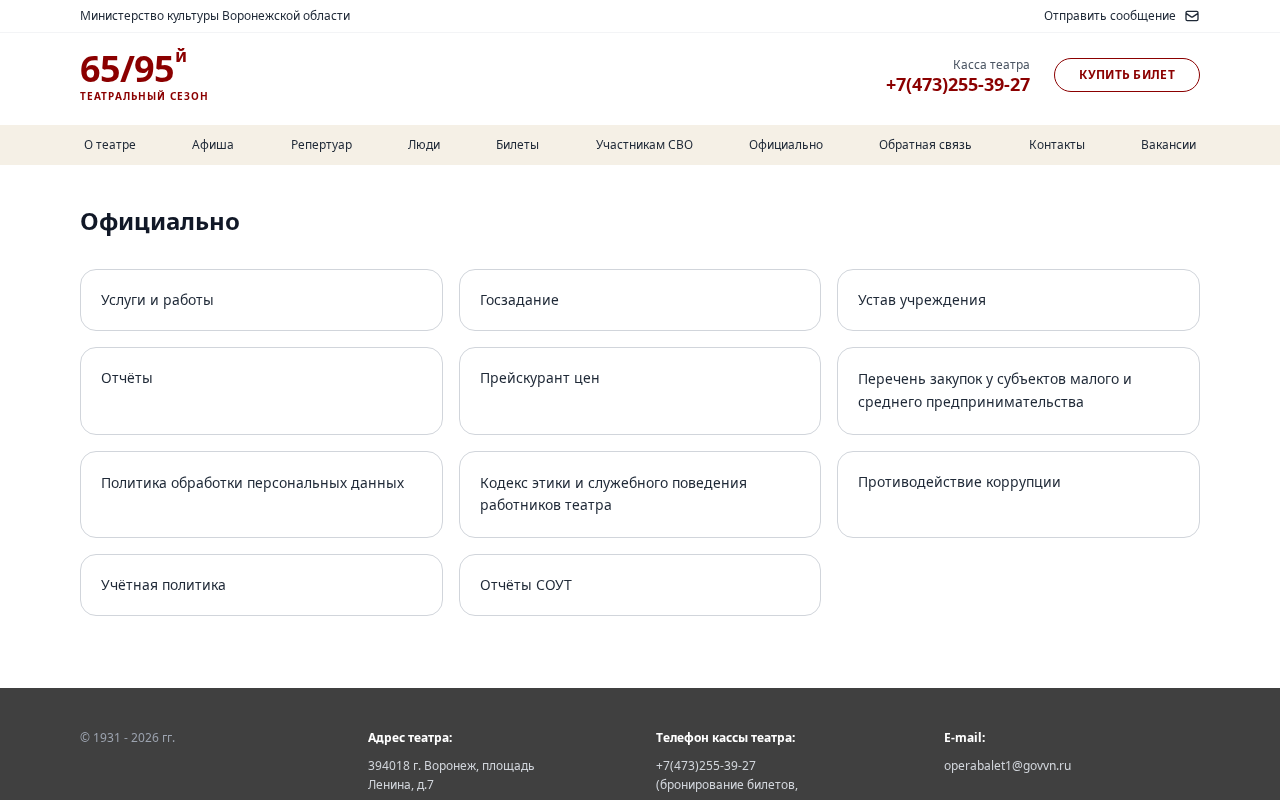 Министерство культуры Воронежской области
Отправить сообщение
65/95й
ТЕАТРАЛЬНЫЙ СЕЗОН
Касса театра
+7(473)255-39-27
КУПИТЬ БИЛЕТ
О театре
Афиша
Репертуар
Люди
Билеты
Участникам СВО
Официально
Обратная связь
Контакты
Вакансии
Официально
Услуги и работы
Госзадание
Устав учреждения
Отчёты
Прейскурант цен
Перечень закупок у субъектов малого и
среднего предпринимательства
Политика обработки персональных данных
Кодекс этики и служебного поведения
работников театра
Противодействие коррупции
Учётная политика
Отчёты СОУТ
© 1931 - 2026 гг.
Адрес театра:
394018 г. Воронеж, площадь
Ленина, д.7
Телефон кассы театра:
+7(473)255-39-27
(бронирование билетов,
E-mail:
operabalet1@govvn.ru